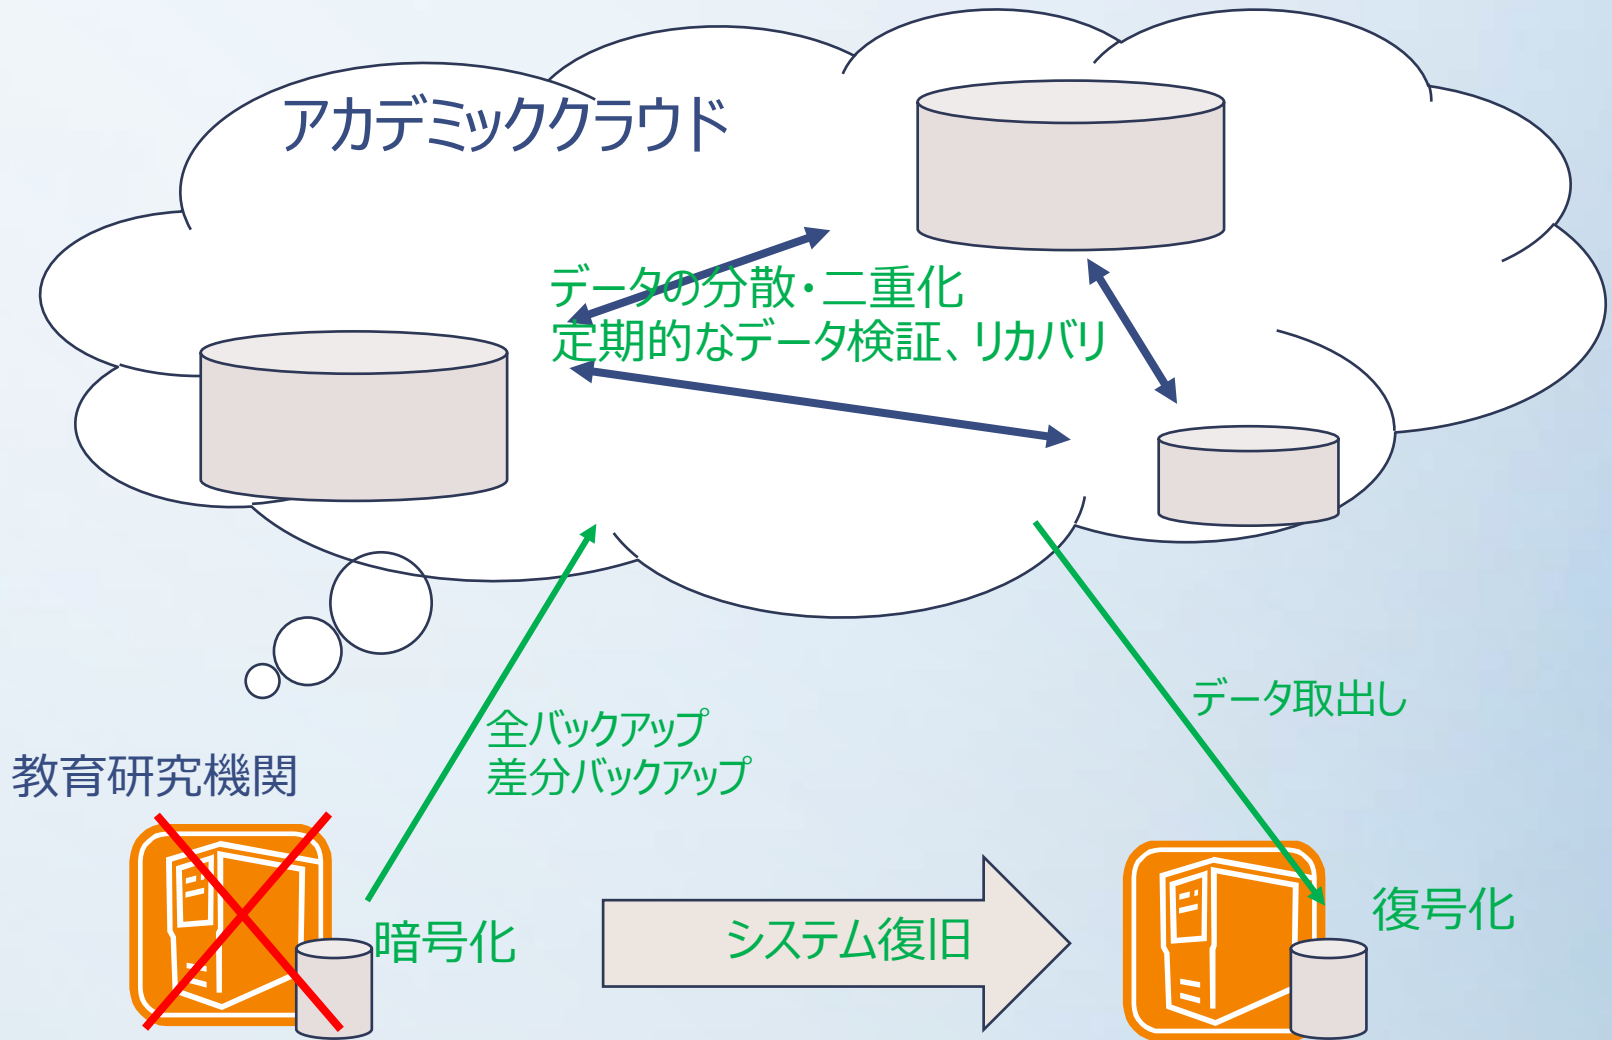 アカデミッククラウド
データの分散・二重化
定期的なデータ検証、リカバリ
データ取出し
全バックアップ
差分バックアップ
教育研究機関
復号化
暗号化
システム復旧